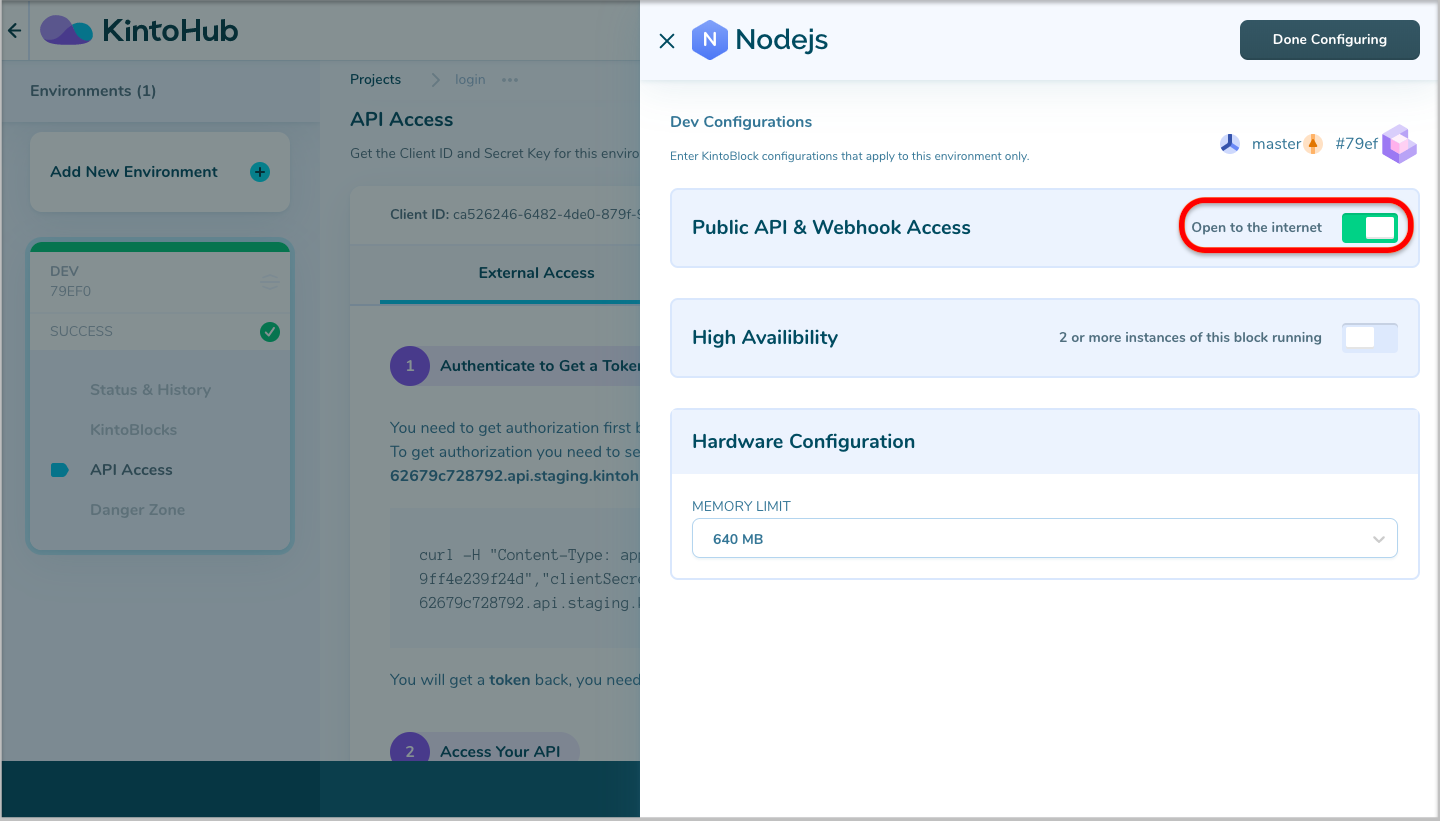 KintoHub
Environments (1)
Add New Environment
DEV
79EF0
SUCCESS
Status & History
KintoBlocks
API Access
Danger Zone
Projects
login
API Access
Get the Client ID and Secret Key for this enviro
Client ID: ca526246-6482-4de0-879f-9
External Access
1
Authenticate to Get a Token
You need to get authorization first b
To get authorization you need to se
62679c728792.api.staging.kintoh
curl -H "Content-Type: app
9ff4e239f24d","clientSecre
62679c728792.api.staging.k
You will get a token back, you need
2
Access Your API
N
Nodejs
Done Configuring
Dev Configurations
Enter KintoBlock configurations that apply to this environment only.
master
#79ef
Public API & Webhook Access
Open to the internet
High Availibility
2 or more instances of this block running
Hardware Configuration
MEMORY LIMIT
640 MB